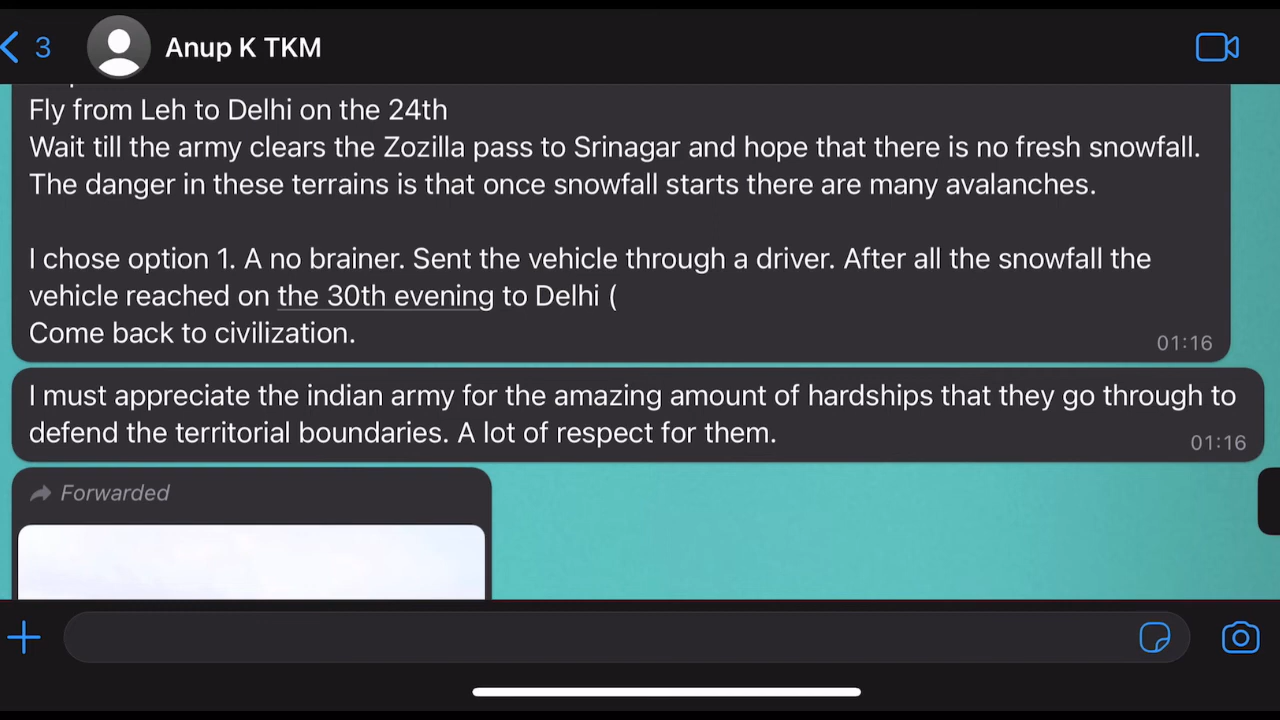 3 Anup K TKM
Fly from Leh to Delhi on the 24th
Wait till the army clears the Zozilla pass to Srinagar and hope that there is no fresh snowfall.
The danger in these terrains is that once snowfall starts there are many avalanches.
I chose option 1. A no brainer. Sent the vehicle through a driver. After all the snowfall the
vehicle reached on the 30th evening to Delhi (
Come back to civilization.
01:16
I must appreciate the indian army for the amazing amount of hardships that they go through to
defend the territorial boundaries. A lot of respect for them.
01:16
Forwarded